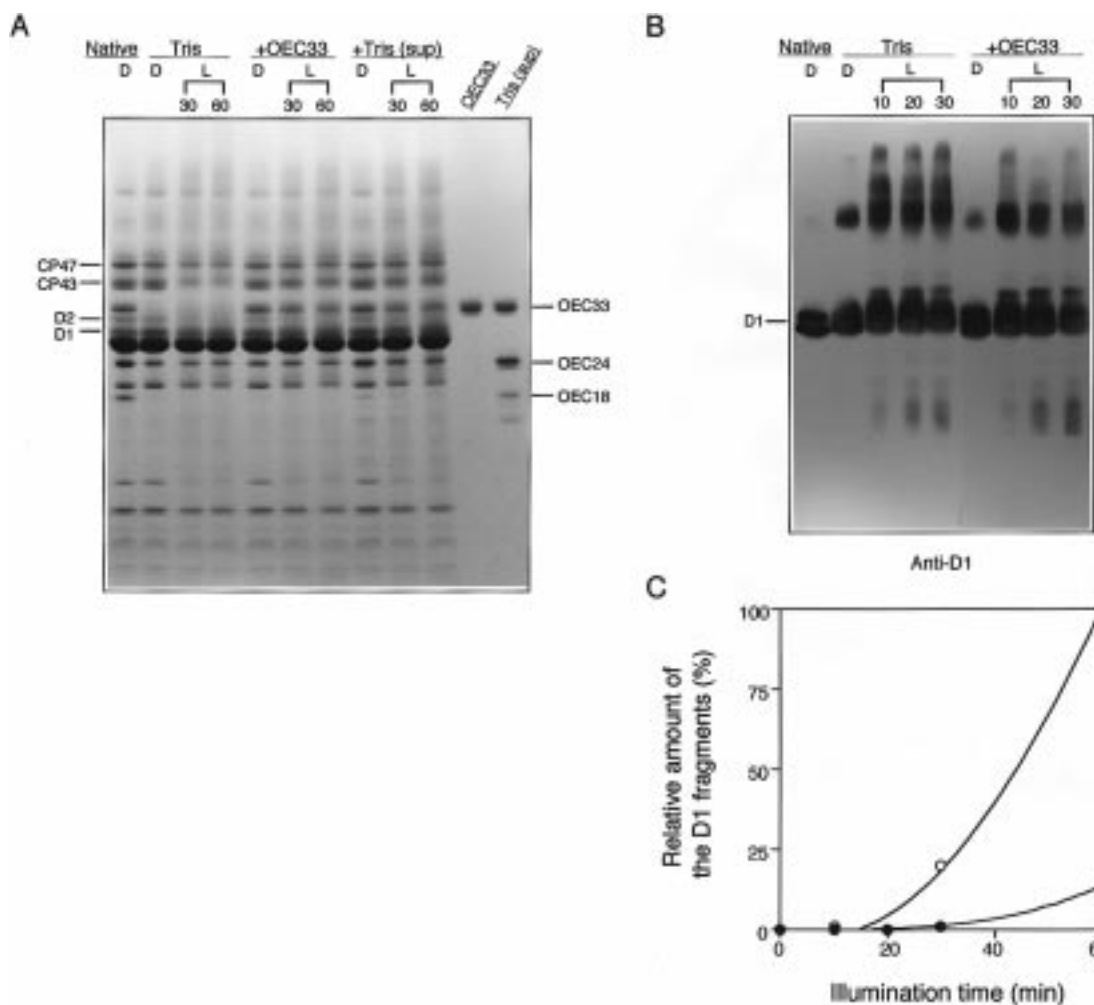 A
Native Tris +OEC33 +Tris (sup)
D D L D L D L
30 60 30 60 30 60
OEC33
Tris (sup)
CP47
CP43
D2
D1
OEC33
OEC24
OEC18
B
Native Tris +OEC33
D D L D L
10 20 30 10 20 30
D1
Anti-D1
C
Relative amount of
the D1 fragments (%)
100
75
50
25
0
0 20 40 6
Illumination time (min)